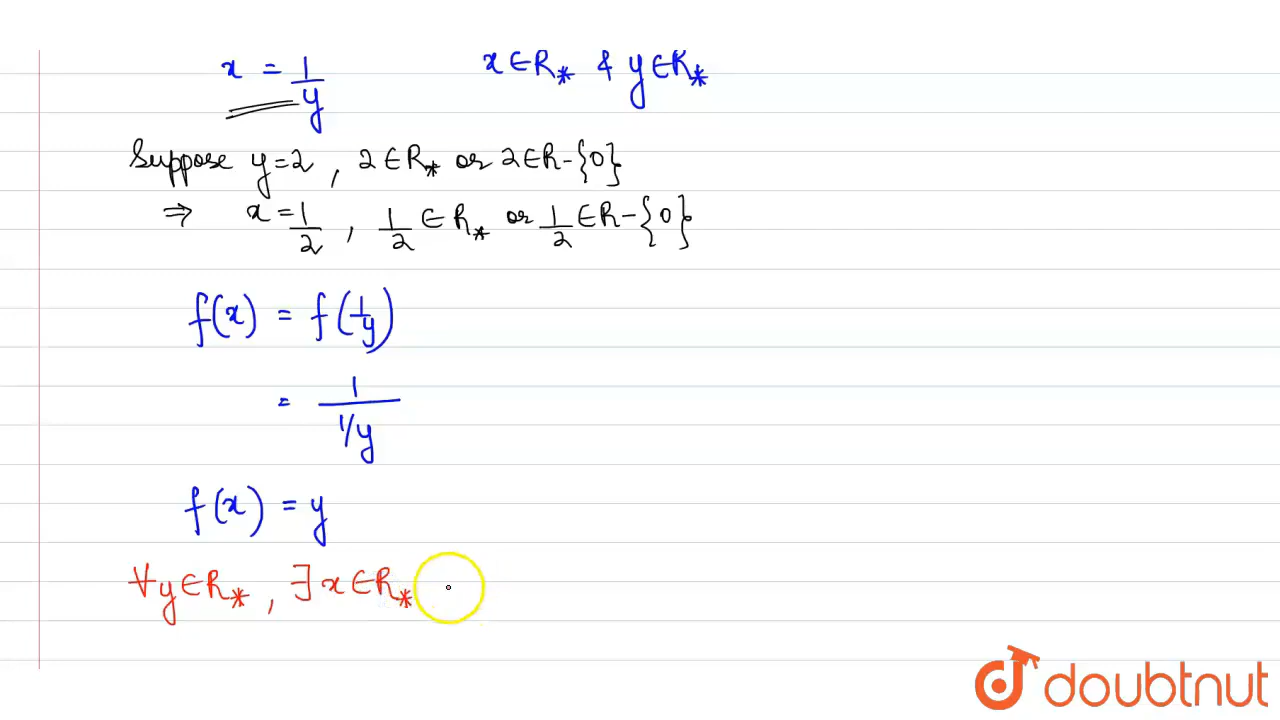 x = 1/y x∈R* & y∈R*
Suppose y=2, 2∈R* or 2∈R-{0}
⇒ x=1/2, 1/2 ∈ R* or 1/2 ∈R-{0}
f(x) = f(1/y)
= 1/(1/y)
f(x) = y
∀y∈R*, ∃ x∈R*
doubtnut